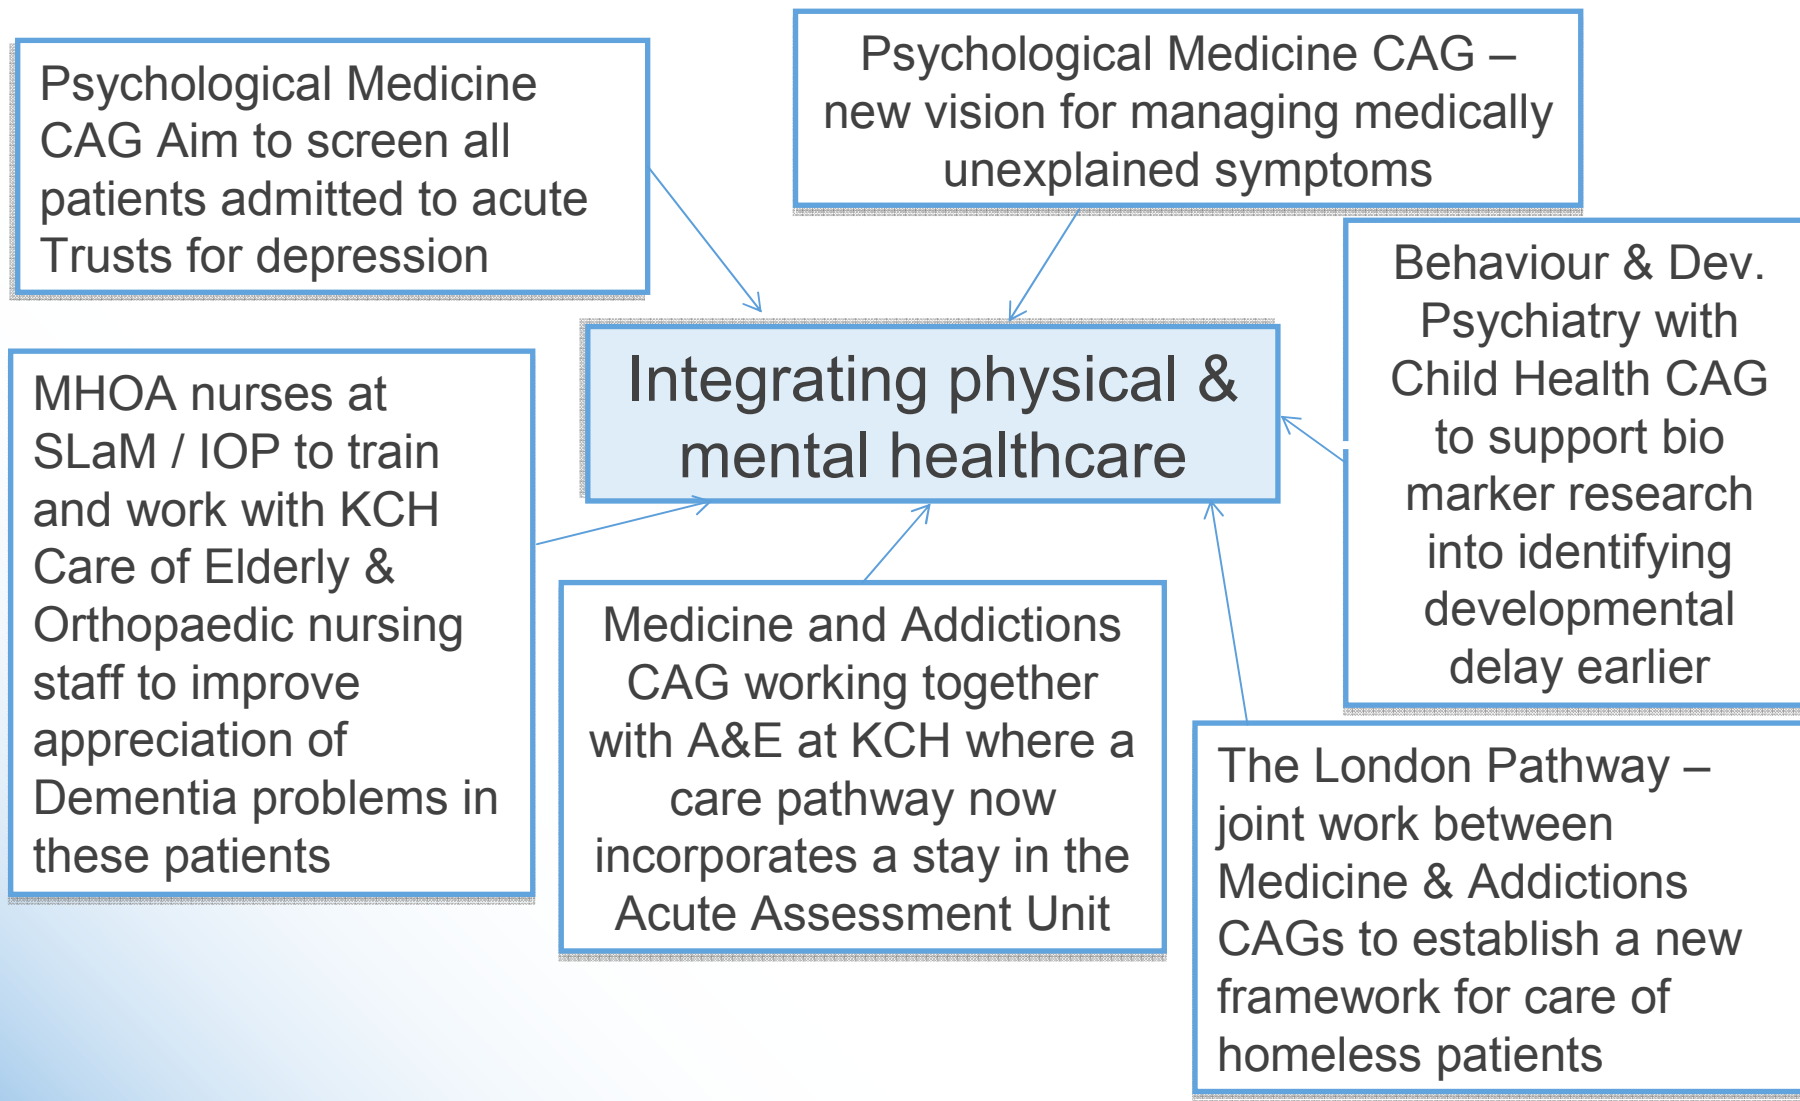 Psychological Medicine
CAG Aim to screen all
patients admitted to acute
Trusts for depression
Psychological Medicine CAG –
new vision for managing medically
unexplained symptoms
Behaviour & Dev.
Psychiatry with
Child Health CAG
to support bio
marker research
into identifying
developmental
delay earlier
Integrating physical &
mental healthcare
MHOA nurses at
SLaM / IOP to train
and work with KCH
Care of Elderly &
Orthopaedic nursing
staff to improve
appreciation of
Dementia problems in
these patients
Medicine and Addictions
CAG working together
with A&E at KCH where a
care pathway now
incorporates a stay in the
Acute Assessment Unit
The London Pathway –
joint work between
Medicine & Addictions
CAGs to establish a new
framework for care of
homeless patients